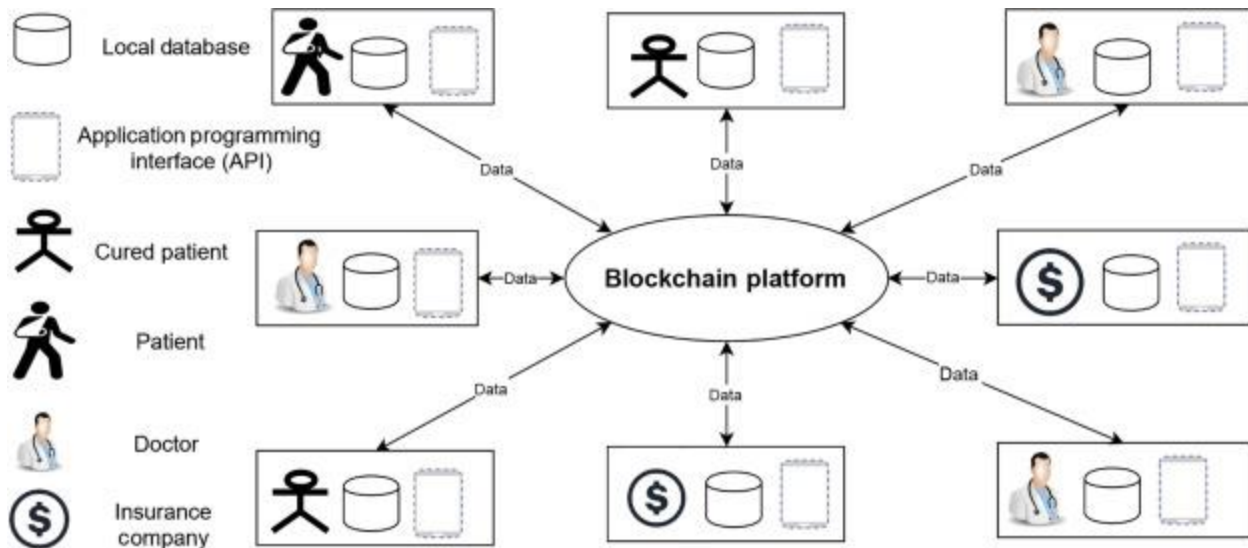 Local database
Application programming
interface (API)
Cured patient
Patient
Doctor
Insurance
company
Data
Data
Data
Data
Blockchain platform
Data
Data
Data
Data